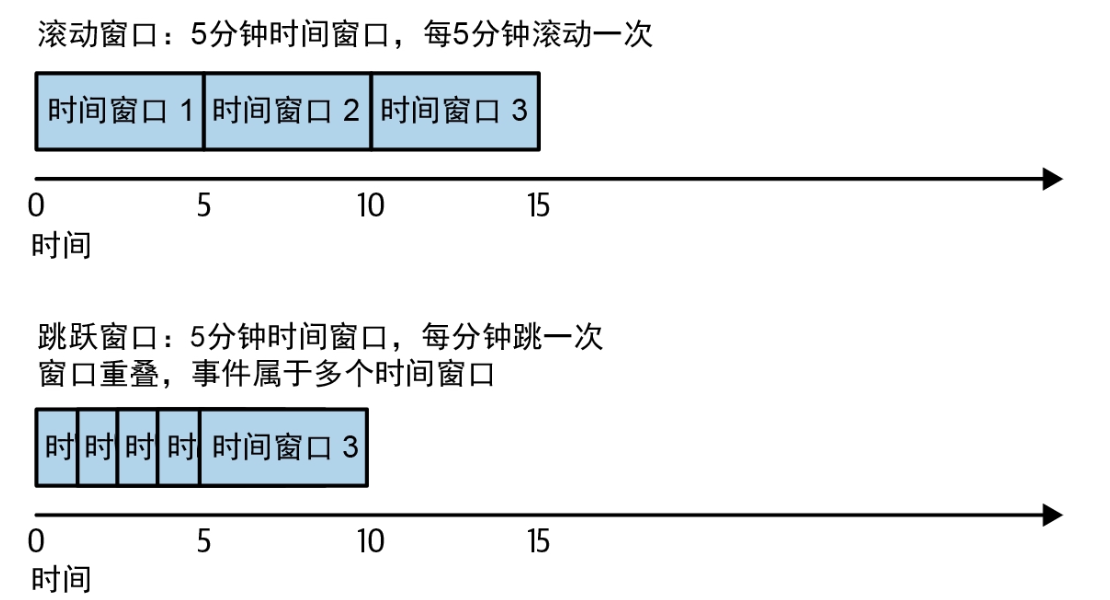 滚动窗口：5分钟时间窗口，每5分钟滚动一次
时间窗口 1 时间窗口 2 时间窗口 3
0 5 10 15
时间
跳跃窗口：5分钟时间窗口，每分钟跳一次
窗口重叠，事件属于多个时间窗口
时 时 时 时 时间窗口 3
0 5 10 15
时间